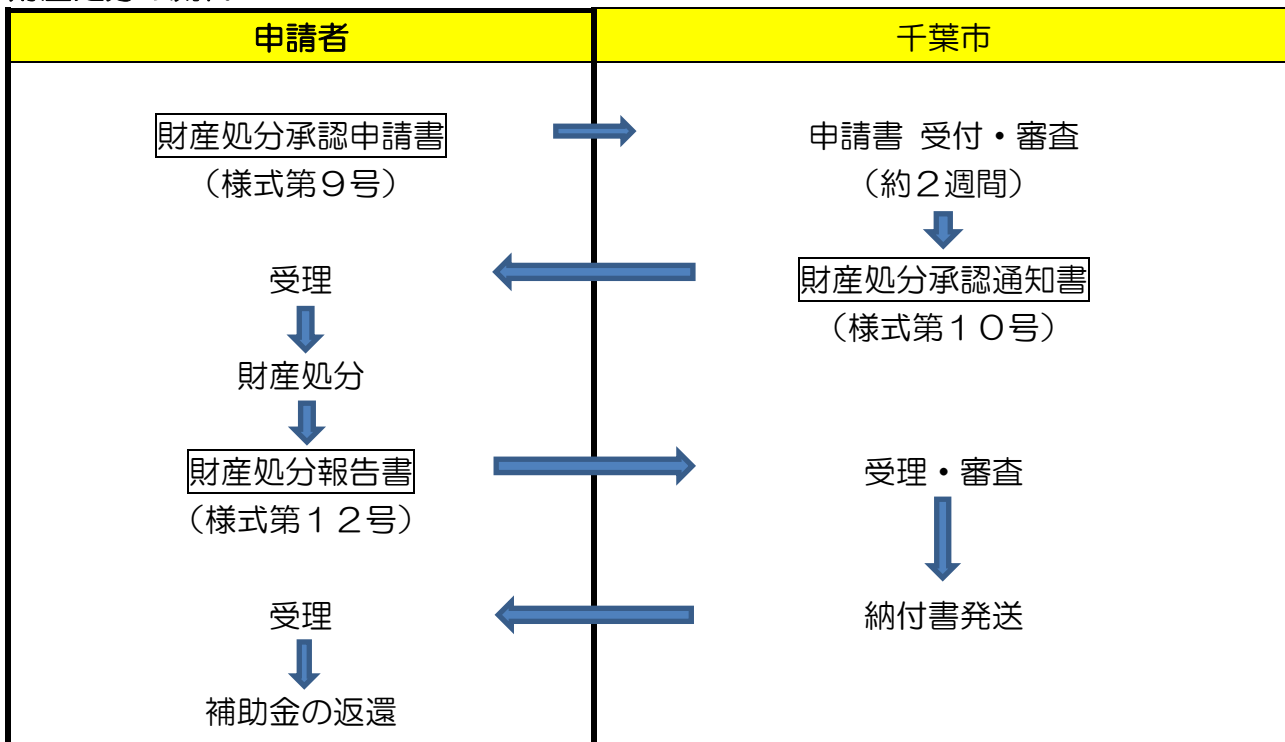 申請者
千葉市
財産処分承認申請書
(様式第9号)
申請書 受付・審査
(約2週間)
受理
財産処分承認通知書
(様式第10号)
財産処分
財産処分報告書
(様式第12号)
受理・審査
受理
納付書発送
補助金の返還